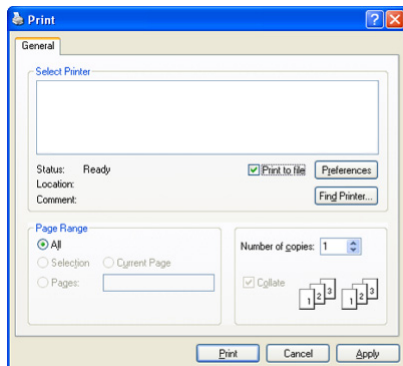 Print
General
Select Printer
Status: Ready
Print to file
Preferences
Location:
Comment:
Find Printer...
Page Range
All
Selection
Current Page
Pages:
Number of copies: 1
Collate
1 2 3 1 2 3
Print
Cancel
Apply